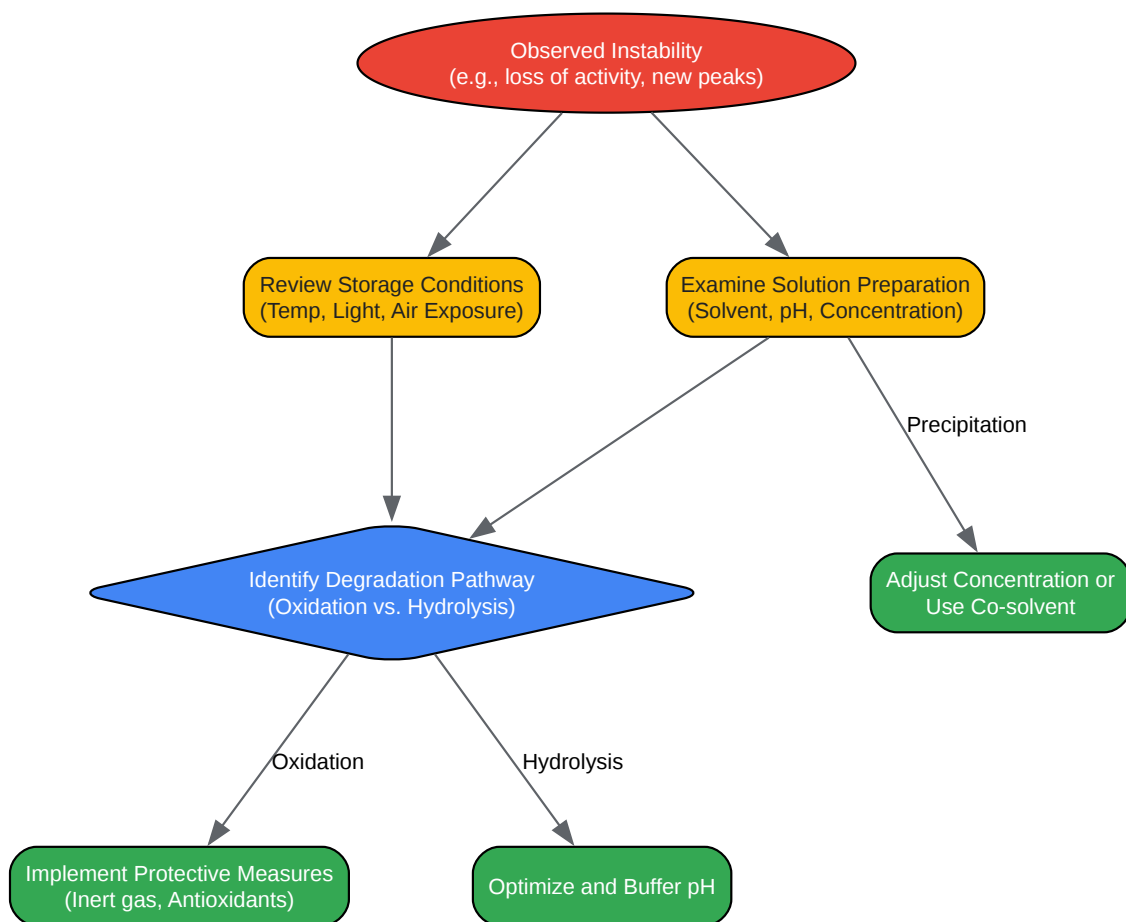 Observed Instability
(e.g., loss of activity, new peaks)
Review Storage Conditions
(Temp, Light, Air Exposure)
Examine Solution Preparation
(Solvent, pH, Concentration)
Precipitation
Identify Degradation Pathway
(Oxidation vs. Hydrolysis)
Adjust Concentration or
Use Co-solvent
Oxidation
Hydrolysis
Implement Protective Measures
(Inert gas, Antioxidants)
Optimize and Buffer pH